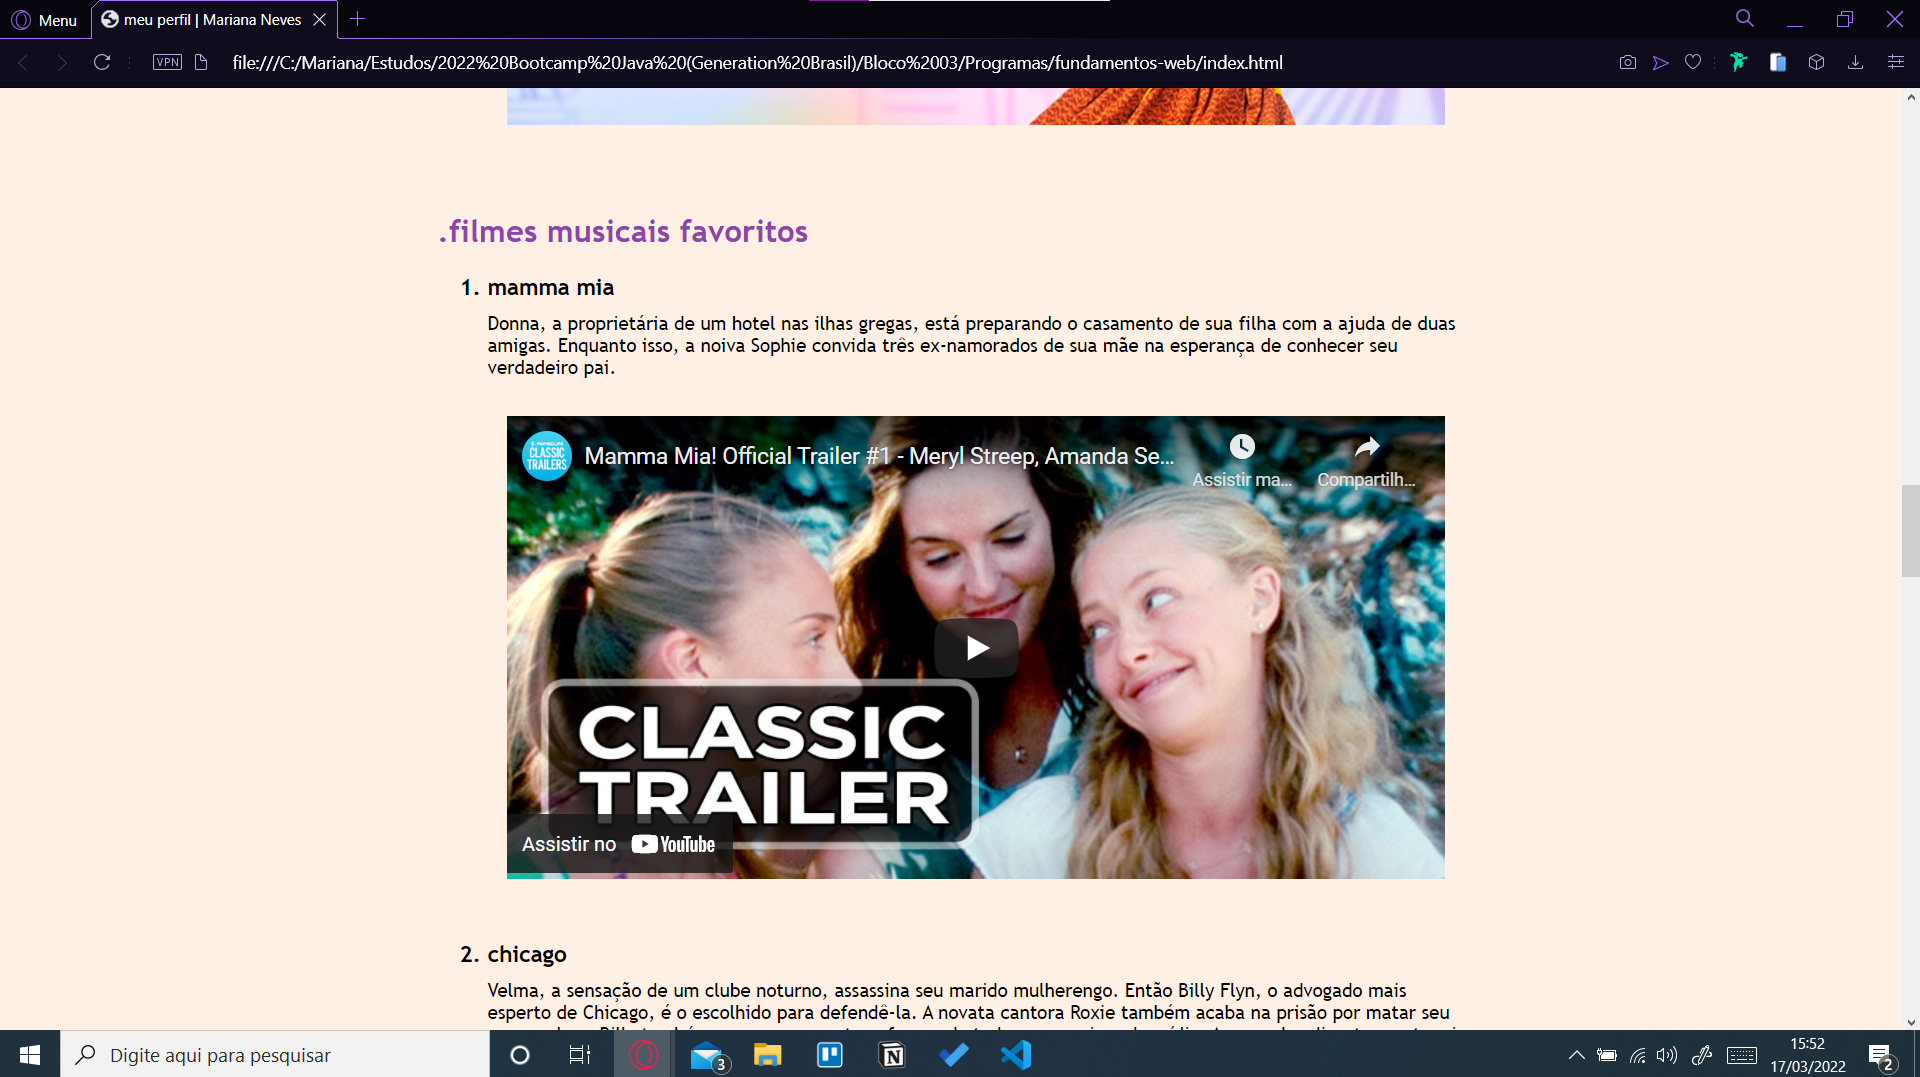 Menu
meu perfil | Mariana Neves
VPN
file:///C:/Mariana/Estudos/2022%20Bootcamp%20Java%20(Generation%20Brasil)/Bloco%2003/Programas/fundamentos-web/index.html
.filmes musicais favoritos
1. mamma mia
Donna, a proprietária de um hotel nas ilhas gregas, está preparando o casamento de sua filha com a ajuda de duas
amigas. Enquanto isso, a noiva Sophie convida três ex-namorados de sua mãe na esperança de conhecer seu
verdadeiro pai.
CLASSIC
TRAILERS
Mamma Mia! Official Trailer #1 - Meryl Streep, Amanda Se...
Assistir ma...
Compartilh...
CLASSIC
TRAILER
Assistir no YouTube
2. chicago
Velma, a sensação de um clube noturno, assassina seu marido mulherengo. Então Billy Flyn, o advogado mais
esperto de Chicago, é o escolhido para defendê-la. A novata cantora Roxie também acaba na prisão por matar seu
Digite aqui para pesquisar
3
15:52
17/03/2022
2